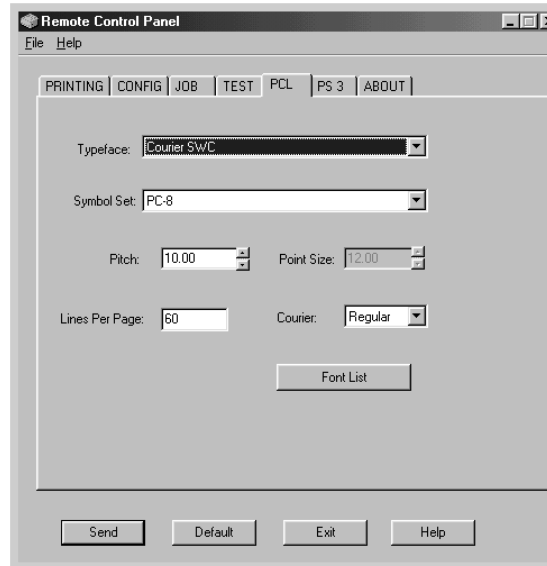 Remote Control Panel
File Help
PRINTING CONFIG JOB TEST PCL PS 3 ABOUT
Typeface: Courier SWC
Symbol Set: PC-8
Pitch: 10.00 Point Size: 12.00
Lines Per Page: 60 Courier: Regular
Font List
Send Default Exit Help